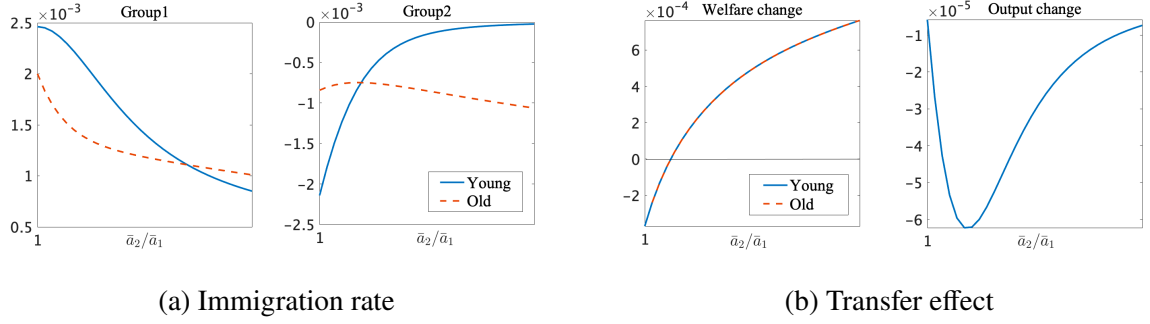 ×10⁻³
Group1
2.5
2
1.5
1
0.5
1
ā₂/ā₁
×10⁻³
Group2
0
−0.5
−1
−1.5
−2
−2.5
1
ā₂/ā₁
Young
Old
×10⁻⁴
Welfare change
6
4
2
0
−2
1
ā₂/ā₁
Young
Old
×10⁻⁵
Output change
−1
−2
−3
−4
−5
−6
1
ā₂/ā₁
(a) Immigration rate
(b) Transfer effect